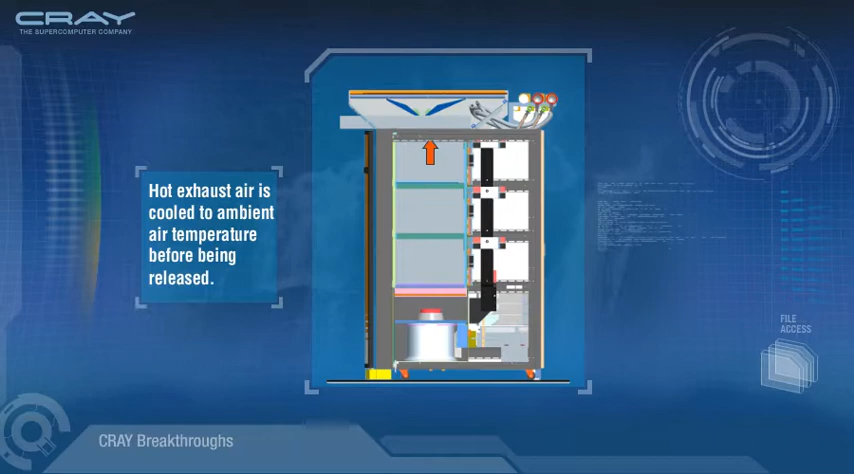 CRAY
THE SUPERCOMPUTER COMPANY
Hot exhaust air is
cooled to ambient
air temperature
before being
released.
FILE
ACCESS
CRAY Breakthroughs